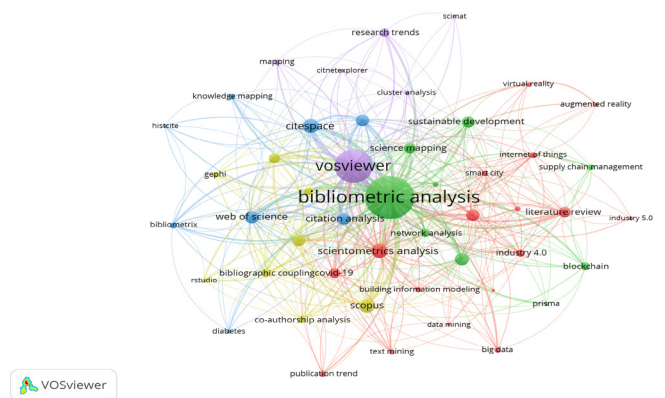 scimat
research trends
mapping
citnetexplorer
virtual reality
knowledge mapping
cluster analysis
augmented reality
histcite
citespace
sustainable development
science mapping
internet of things
vosviewer
supply chain management
gephi
smart city
bibliometric analysis
web of science
citation analysis
literature review
industry 5.0
bibliometrix
network analysis
scientometrics analysis
industry 4.0
bibliographic coupling
covid-19
blockchain
rstudio
building information modeling
scopus
prisma
co-authorship analysis
data mining
diabetes
text mining
big data
publication trend
VOSviewer